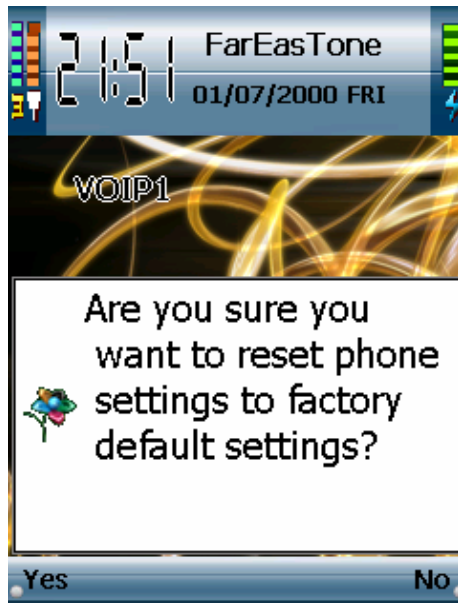 21:51
FarEasTone
01/07/2000 FRI
VOIP1
Are you sure you
want to reset phone
settings to factory
default settings?
Yes
No